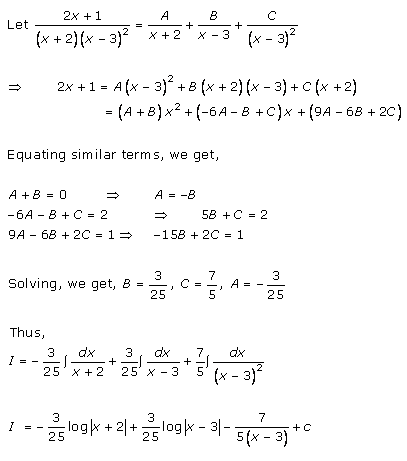 Let (2x + 1)/((x + 2)(x − 3)²) = A/(x + 2) + B/(x − 3) + C/(x − 3)²
⇒ 2x + 1 = A(x − 3)² + B(x + 2)(x − 3) + C(x + 2)
= (A + B)x² + (−6A − B + C)x + (9A − 6B + 2C)
Equating similar terms, we get,
A + B = 0 ⇒ A = −B
−6A − B + C = 2 ⇒ 5B + C = 2
9A − 6B + 2C = 1 ⇒ −15B + 2C = 1
Solving, we get, B = 3/25, C = 7/5, A = −3/25
Thus,
I = −3/25 ∫ dx/(x + 2) + 3/25 ∫ dx/(x − 3) + 7/5 ∫ dx/(x − 3)²
I = −3/25 log|x + 2| + 3/25 log|x − 3| − 7/(5(x − 3)) + c